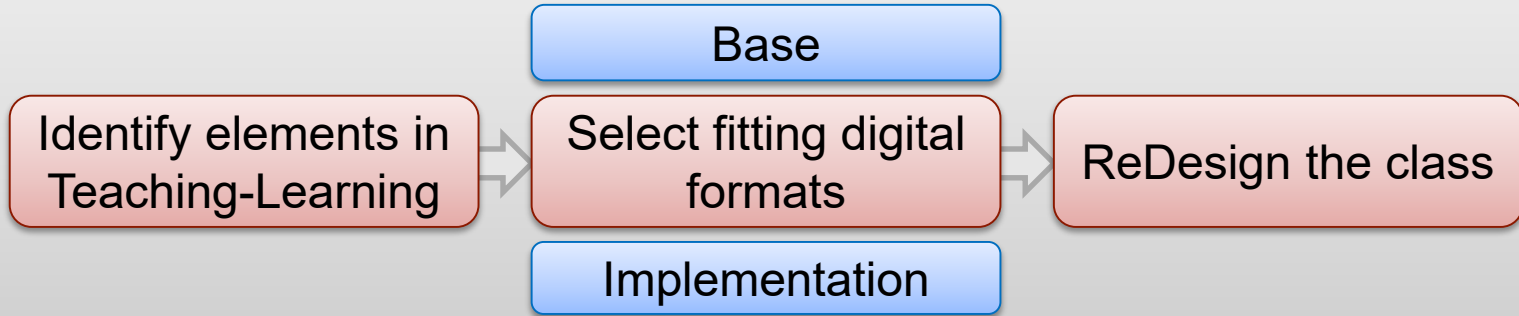 Base
Identify elements in
Teaching-Learning
Select fitting digital
formats
ReDesign the class
Implementation